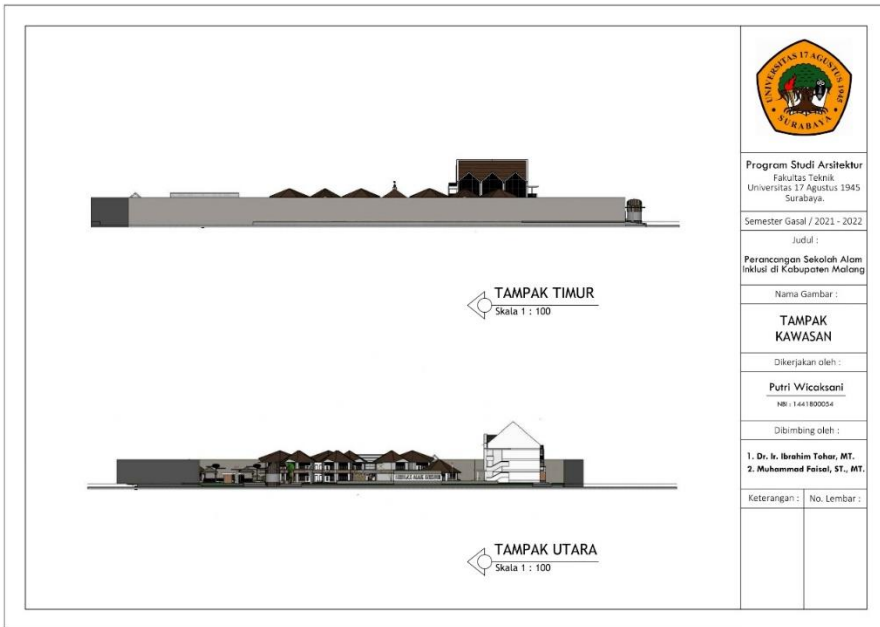 TAMPAK TIMUR
Skala 1 : 100
TAMPAK UTARA
Skala 1 : 100
UNIVERSITAS 17 AGUSTUS 1945
SURABAYA
Program Studi Arsitektur
Fakultas Teknik
Universitas 17 Agustus 1945
Surabaya.
Semester Gasal / 2021 - 2022
Judul :
Perancangan Sekolah Alam
Inklusi di Kabupaten Malang
Nama Gambar :
TAMPAK
KAWASAN
Dikerjakan oleh :
Putri Wicaksani
NBI : 1441800054
Dibimbing oleh :
1. Dr. Ir. Ibrahim Tohar, MT.
2. Muhammad Faisal, ST., MT.
Keterangan :
No. Lembar :